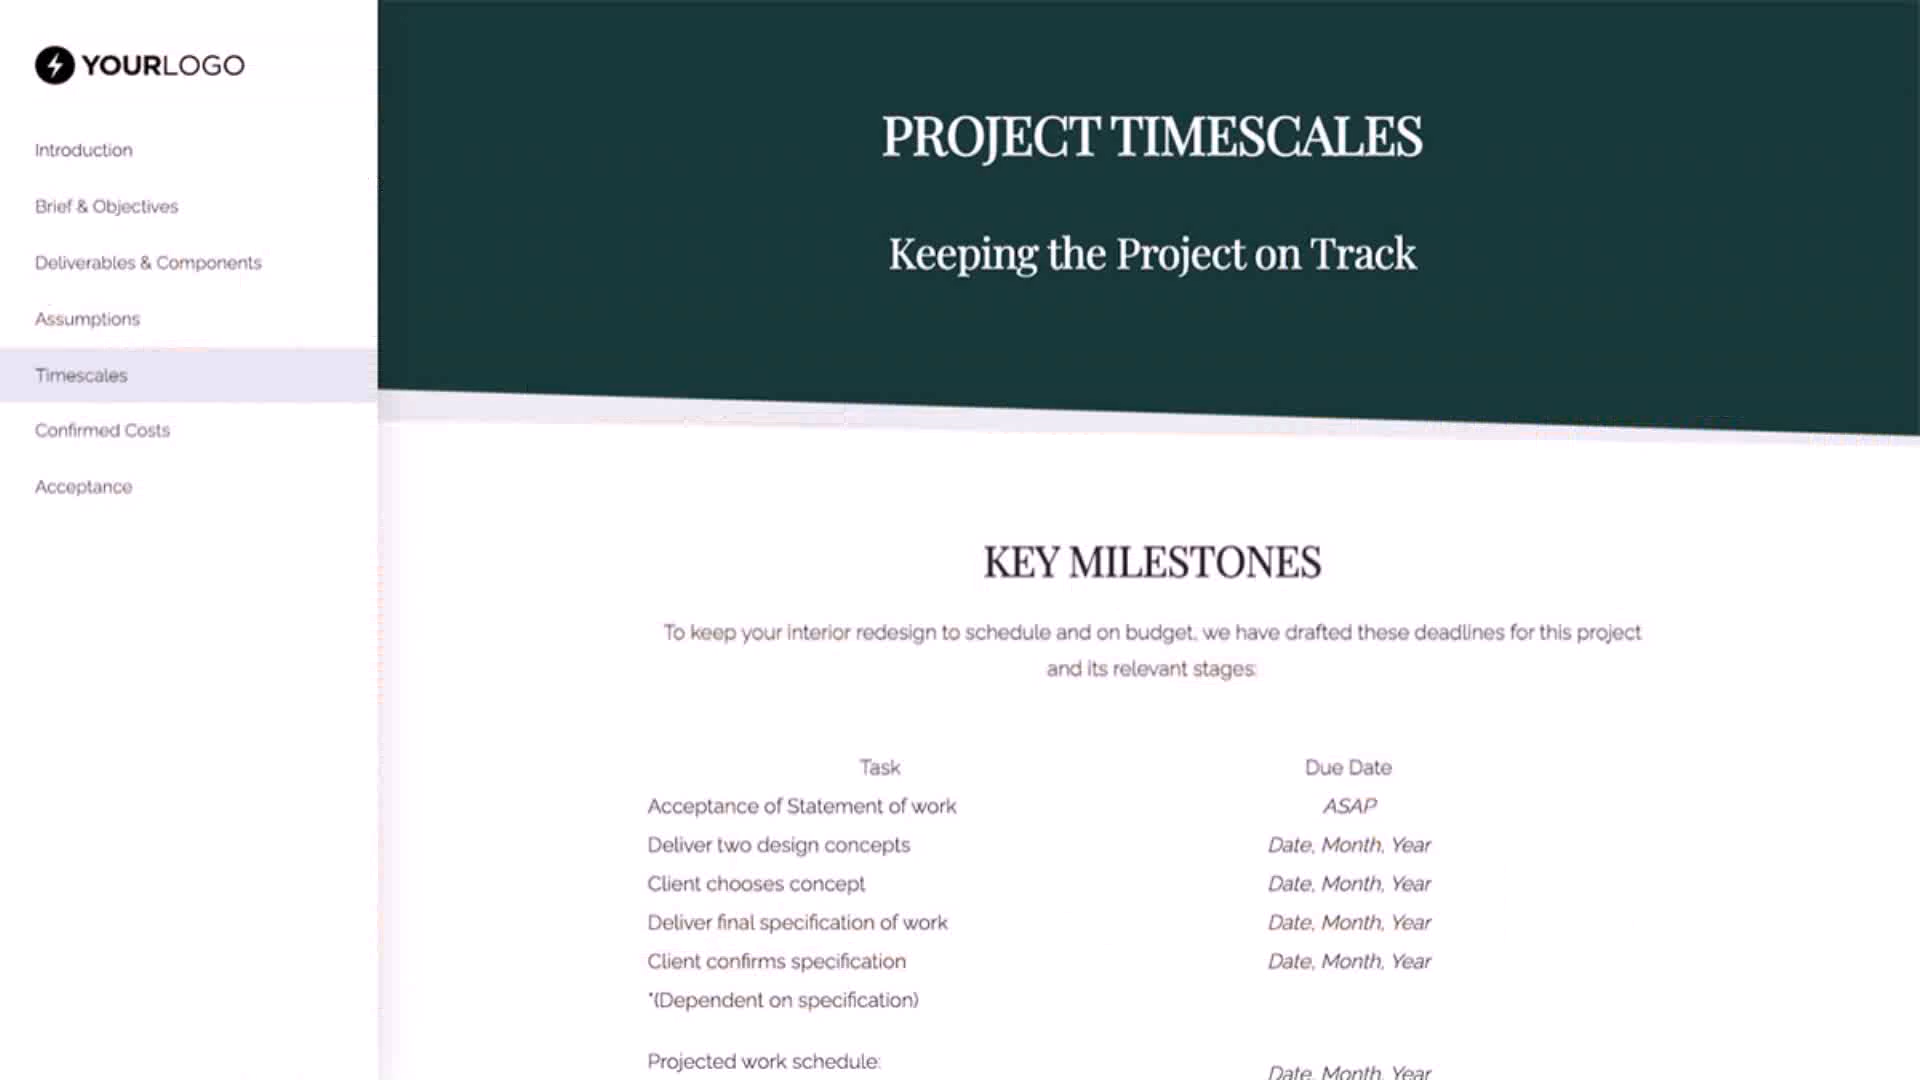 YOURLOGO
Introduction
Brief & Objectives
Deliverables & Components
Assumptions
Timescales
Confirmed Costs
Acceptance
PROJECT TIMESCALES
Keeping the Project on Track
KEY MILESTONES
To keep your interior redesign to schedule and on budget, we have drafted these deadlines for this project
and its relevant stages:
Task Due Date
Acceptance of Statement of work ASAP
Deliver two design concepts Date, Month, Year
Client chooses concept Date, Month, Year
Deliver final specification of work Date, Month, Year
Client confirms specification Date, Month, Year
*(Dependent on specification)
Projected work schedule:
Date, Month, Year